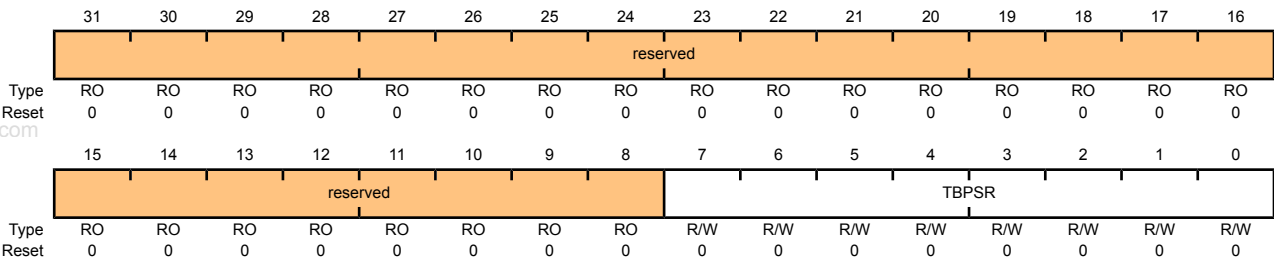 31 30 29 28 27 26 25 24 23 22 21 20 19 18 17 16
reserved
Type RO RO RO RO RO RO RO RO RO RO RO RO RO RO RO RO
Reset 0 0 0 0 0 0 0 0 0 0 0 0 0 0 0 0
com
15 14 13 12 11 10 9 8 7 6 5 4 3 2 1 0
reserved TBPSR
Type RO RO RO RO RO RO RO RO R/W R/W R/W R/W R/W R/W R/W R/W
Reset 0 0 0 0 0 0 0 0 0 0 0 0 0 0 0 0